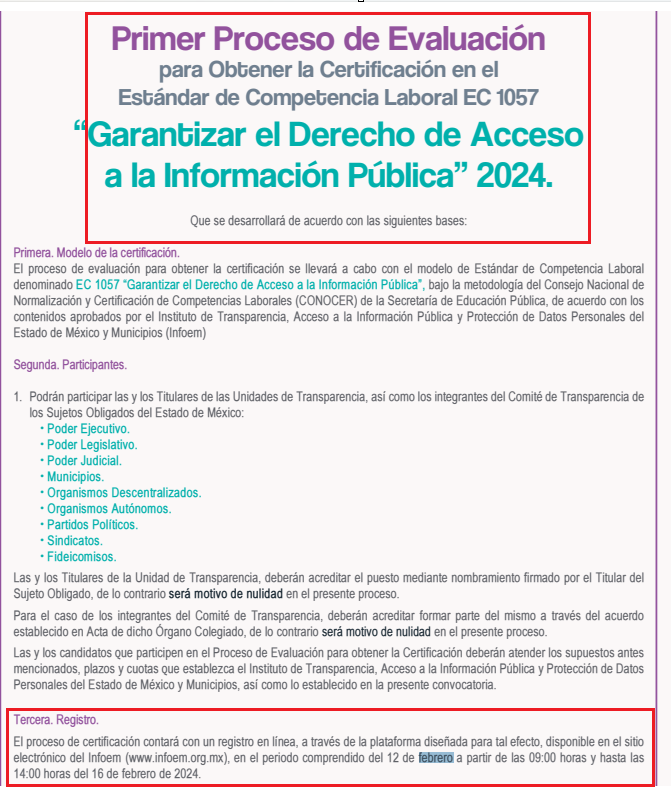 Primer Proceso de Evaluación
para Obtener la Certificación en el
Estándar de Competencia Laboral EC 1057
“Garantizar el Derecho de Acceso
a la Información Pública” 2024.
Que se desarrollará de acuerdo con las siguientes bases:
Primera. Modelo de la certificación.
El proceso de evaluación para obtener la certificación se llevará a cabo con el modelo de Estándar de Competencia Laboral
denominado EC 1057 “Garantizar el Derecho de Acceso a la Información Pública”, bajo la metodología del Consejo Nacional de
Normalización y Certificación de Competencias Laborales (CONOCER) de la Secretaría de Educación Pública, de acuerdo con los
contenidos aprobados por el Instituto de Transparencia, Acceso a la Información Pública y Protección de Datos Personales del
Estado de México y Municipios (Infoem)
Segunda. Participantes.
1. Podrán participar las y los Titulares de las Unidades de Transparencia, así como los integrantes del Comité de Transparencia de
los Sujetos Obligados del Estado de México:
• Poder Ejecutivo.
• Poder Legislativo.
• Poder Judicial.
• Municipios.
• Organismos Descentralizados.
• Organismos Autónomos.
• Partidos Políticos.
• Sindicatos.
• Fideicomisos.
Las y los Titulares de la Unidad de Transparencia, deberán acreditar el puesto mediante nombramiento firmado por el Titular del
Sujeto Obligado, de lo contrario será motivo de nulidad en el presente proceso.
Para el caso de los integrantes del Comité de Transparencia, deberán acreditar formar parte del mismo a través del acuerdo
establecido en Acta de dicho Órgano Colegiado, de lo contrario será motivo de nulidad en el presente proceso.
Las y los candidatos que participen en el Proceso de Evaluación para obtener la Certificación deberán atender los supuestos antes
mencionados, plazos y cuotas que establezca el Instituto de Transparencia, Acceso a la Información Pública y Protección de Datos
Personales del Estado de México y Municipios, así como lo establecido en la presente convocatoria.
Tercera. Registro.
El proceso de certificación contará con un registro en línea, a través de la plataforma diseñada para tal efecto, disponible en el sitio
electrónico del Infoem (www.infoem.org.mx), en el periodo comprendido del 12 de febrero a partir de las 09:00 horas y hasta las
14:00 horas del 16 de febrero de 2024.